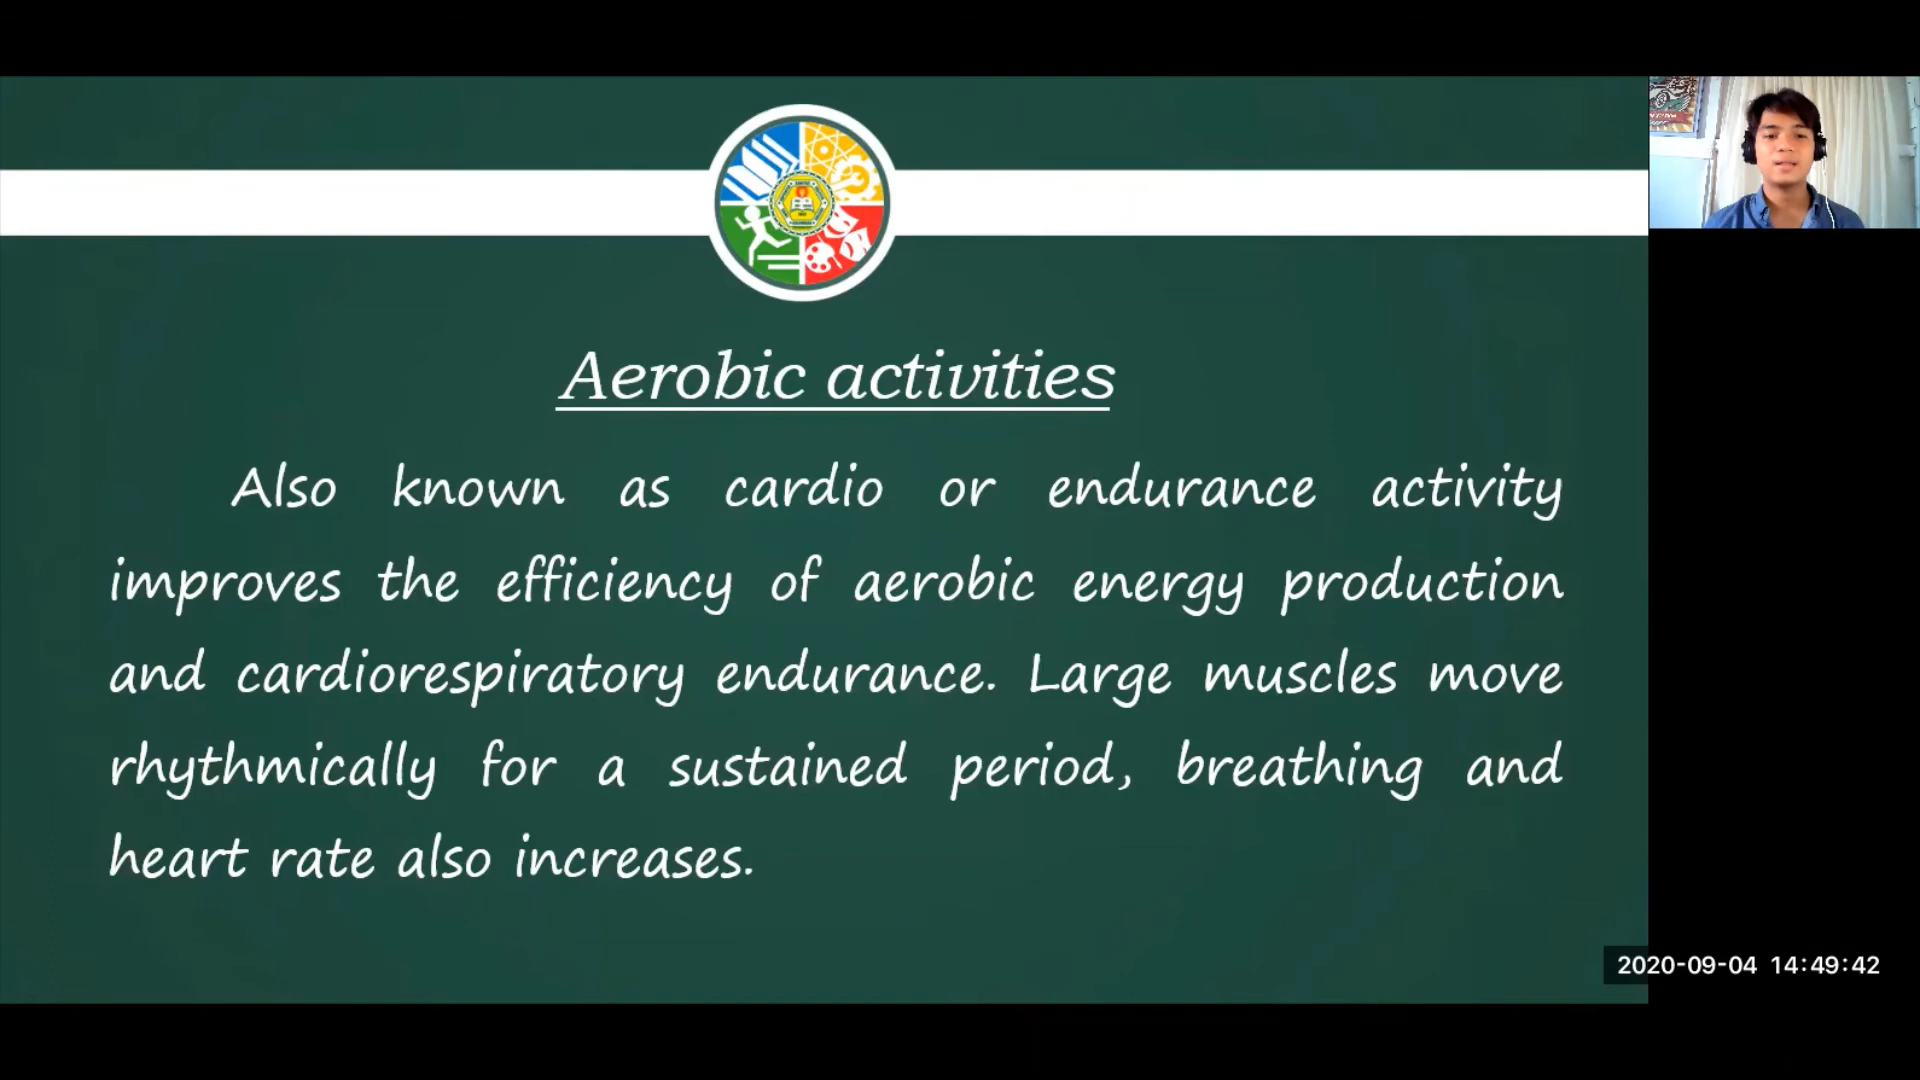 Aerobic activities
Also known as cardio or endurance activity
improves the efficiency of aerobic energy production
and cardiorespiratory endurance. Large muscles move
rhythmically for a sustained period, breathing and
heart rate also increases.
2020-09-04 14:49:42